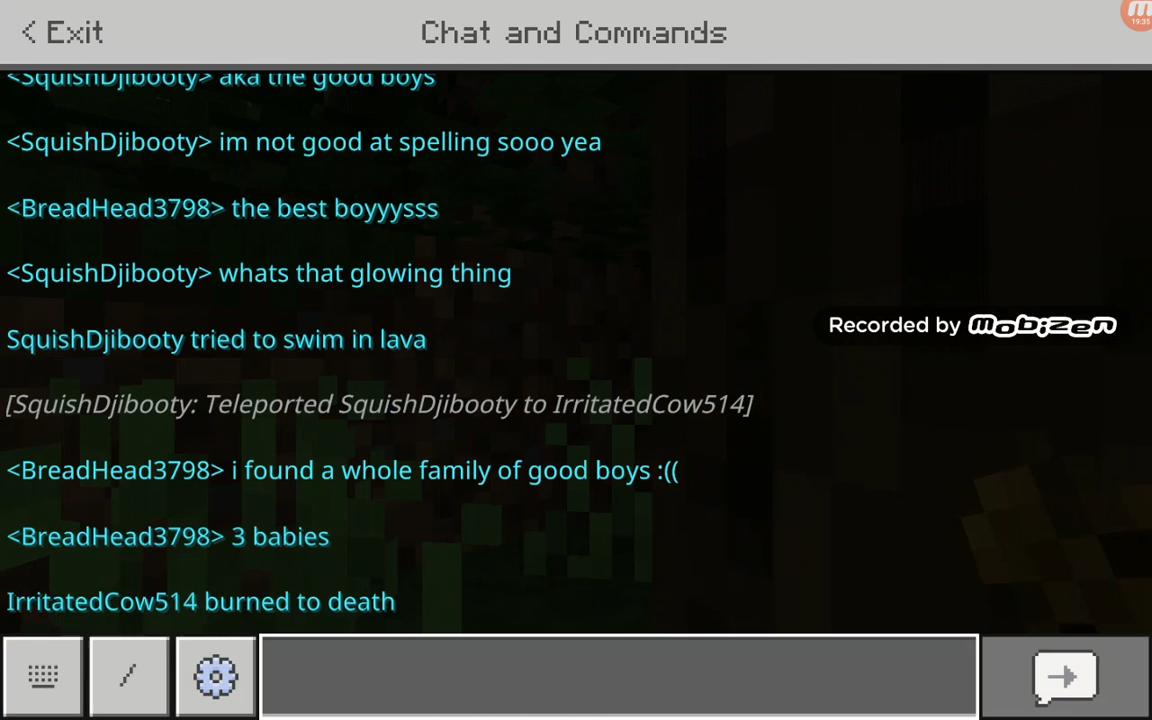 < Exit
Chat and Commands
19:35
<SquishDjibooty> aka the good boys
<SquishDjibooty> im not good at spelling sooo yea
<BreadHead3798> the best boyyysss
<SquishDjibooty> whats that glowing thing
Recorded by mobizen
SquishDjibooty tried to swim in lava
[SquishDjibooty: Teleported SquishDjibooty to IrritatedCow514]
<BreadHead3798> i found a whole family of good boys :((
<BreadHead3798> 3 babies
IrritatedCow514 burned to death
/